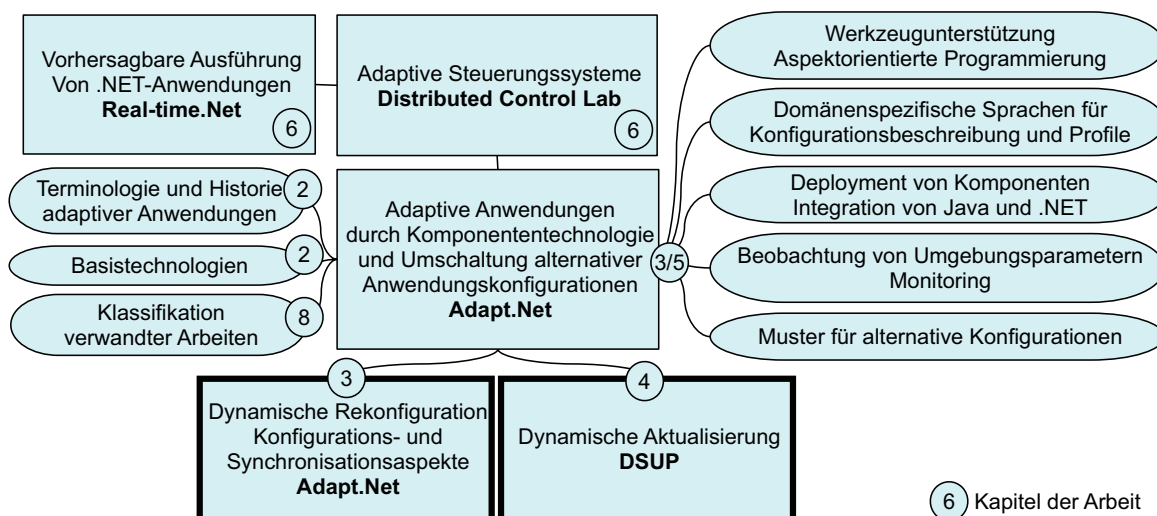 Vorhersagbare Ausführung
Von .NET-Anwendungen
Real-time.Net
6
Adaptive Steuerungssysteme
Distributed Control Lab
6
Werkzeugunterstützung
Aspektorientierte Programmierung
Domänenspezifische Sprachen für
Konfigurationsbeschreibung und Profile
Deployment von Komponenten
Integration von Java und .NET
Beobachtung von Umgebungsparametern
Monitoring
Muster für alternative Konfigurationen
Terminologie und Historie
adaptiver Anwendungen
2
Basistechnologien
2
Klassifikation
verwandter Arbeiten
8
Adaptive Anwendungen
durch Komponententechnologie
und Umschaltung alternativer
Anwendungskonfigurationen
Adapt.Net
3/5
3
Dynamische Rekonfiguration
Konfigurations- und
Synchronisationsaspekte
Adapt.Net
4
Dynamische Aktualisierung
DSUP
6 Kapitel der Arbeit